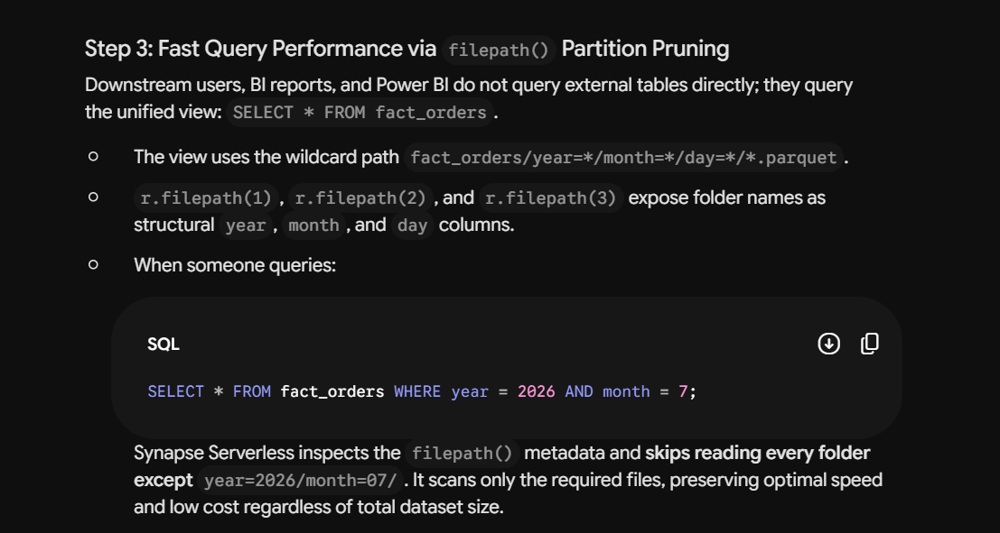 Step 3: Fast Query Performance via filepath() Partition Pruning
Downstream users, BI reports, and Power BI do not query external tables directly; they query
the unified view: SELECT * FROM fact_orders .
The view uses the wildcard path fact_orders/year=*/month=*/day=*/*.parquet .
r.filepath(1) , r.filepath(2) , and r.filepath(3) expose folder names as
structural year , month , and day columns.
When someone queries:
SQL
SELECT * FROM fact_orders WHERE year = 2026 AND month = 7;
Synapse Serverless inspects the filepath() metadata and skips reading every folder
except year=2026/month=07/ . It scans only the required files, preserving optimal speed
and low cost regardless of total dataset size.